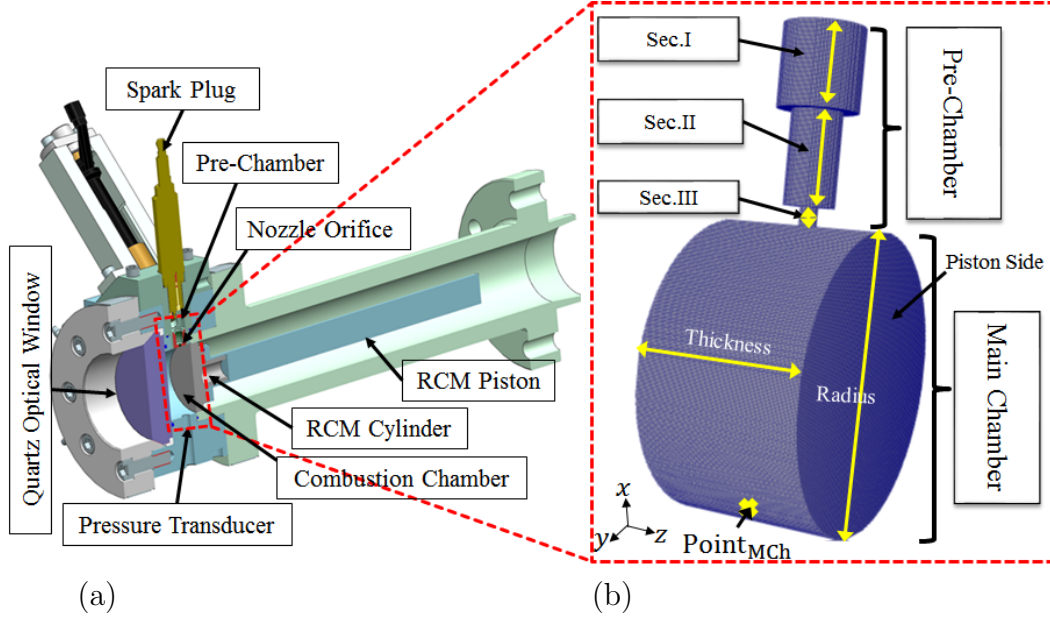 Spark Plug
Pre-Chamber
Nozzle Orifice
Quartz Optical Window
RCM Piston
RCM Cylinder
Combustion Chamber
Pressure Transducer
(a)
Sec.I
Sec.II
Sec.III
Pre-Chamber
Piston Side
Thickness
Radius
Main Chamber
x
y
z
Point_MCh
(b)